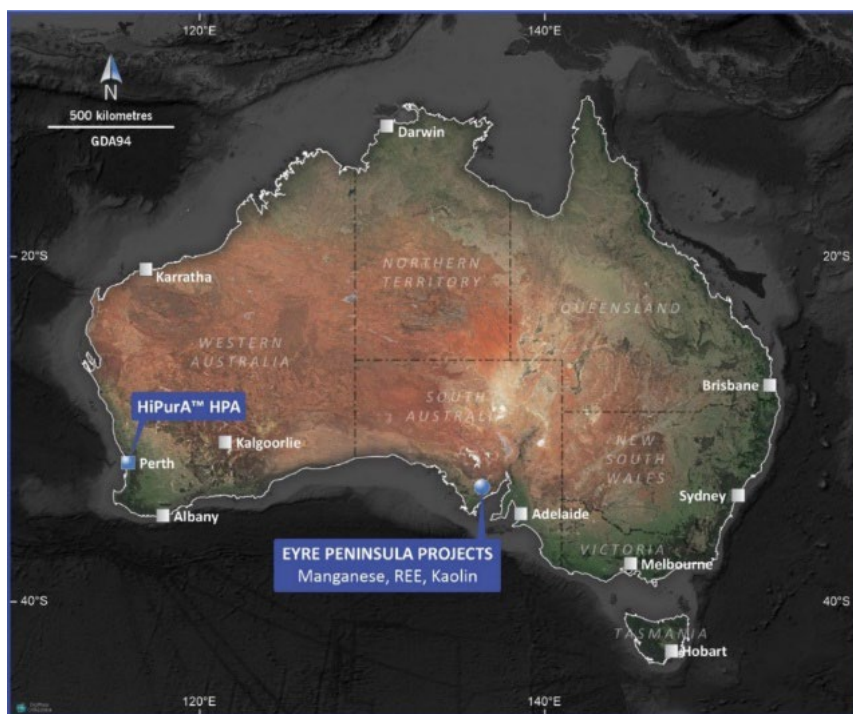 120°E
140°E
N
500 kilometres
GDA94
Darwin
20°S
20°S
Karratha
NORTHERN
TERRITORY
QUEENSLAND
WESTERN
AUSTRALIA
Brisbane
HiPurA™ HPA
SOUTH
AUSTRALI
Kalgoorlie
Perth
NEW
SOUTH
WALES
Sydney
Albany
Adelaide
EYRE PENINSULA PROJECTS
Manganese, REE, Kaolin
VICTORIA
Melbourne
40°S
40°S
TASMANIA
Hobart
120°E
140°E